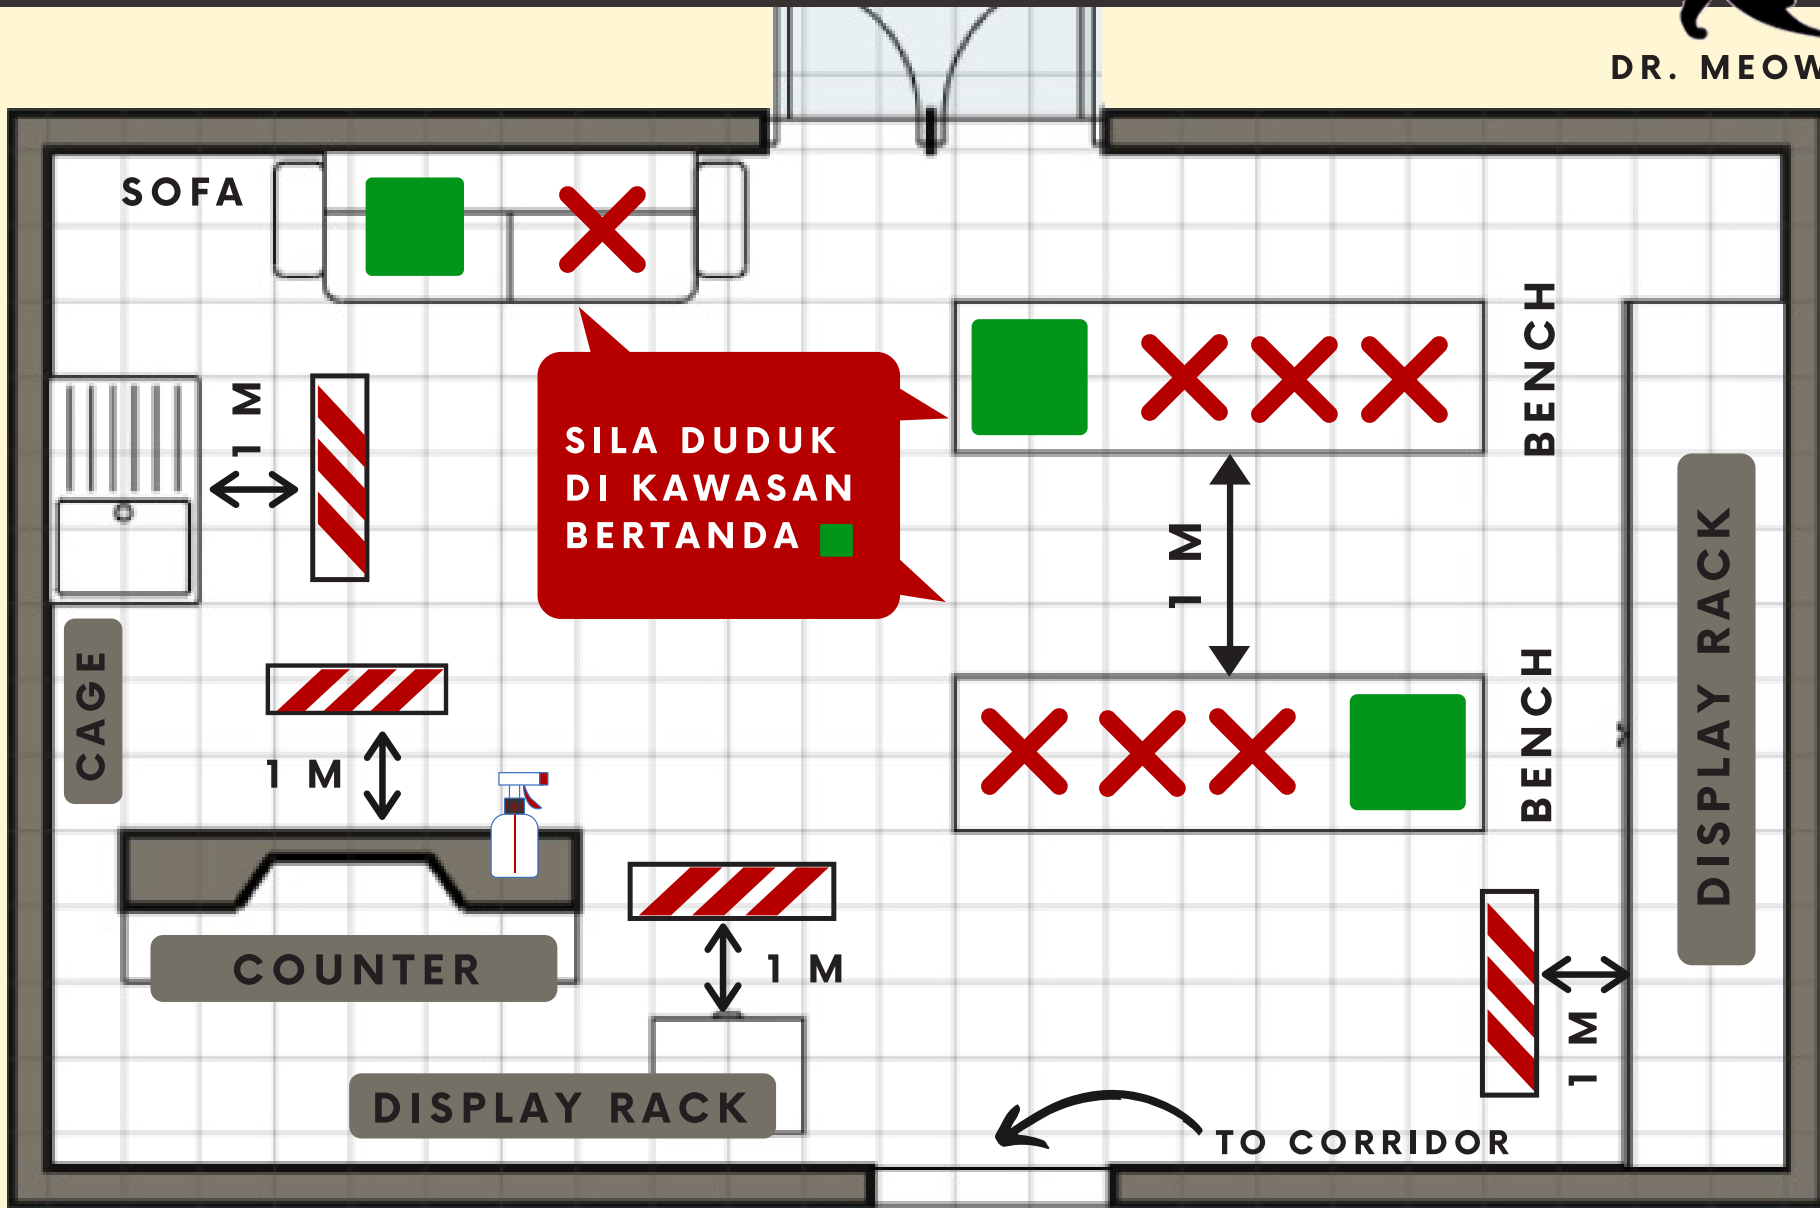 DR. MEOW
SOFA
BENCH
1 M
SILA DUDUK
DI KAWASAN
BERTANDA
1 M
DISPLAY RACK
CAGE
BENCH
1 M
COUNTER
1 M
1 M
DISPLAY RACK
TO CORRIDOR